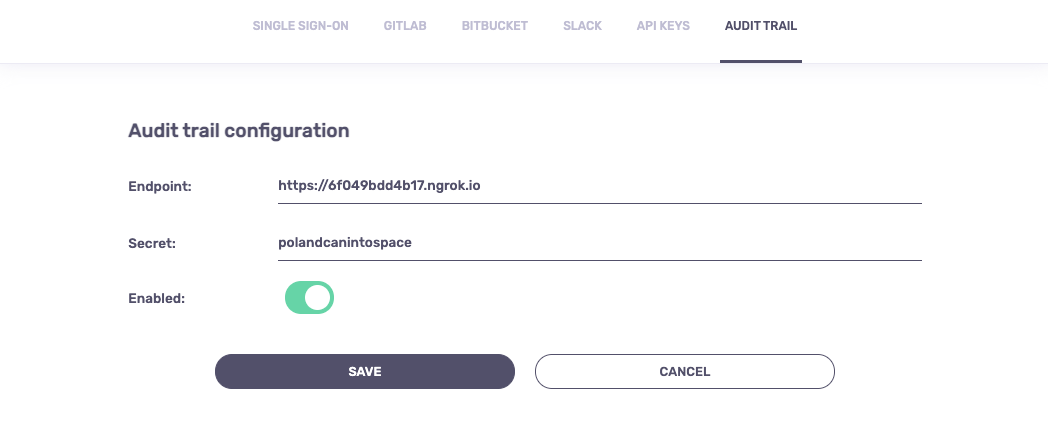 SINGLE SIGN-ON GITLAB BITBUCKET SLACK API KEYS AUDIT TRAIL
Audit trail configuration
Endpoint: https://6f049bdd4b17.ngrok.io
Secret: polandcanintospace
Enabled:
SAVE CANCEL